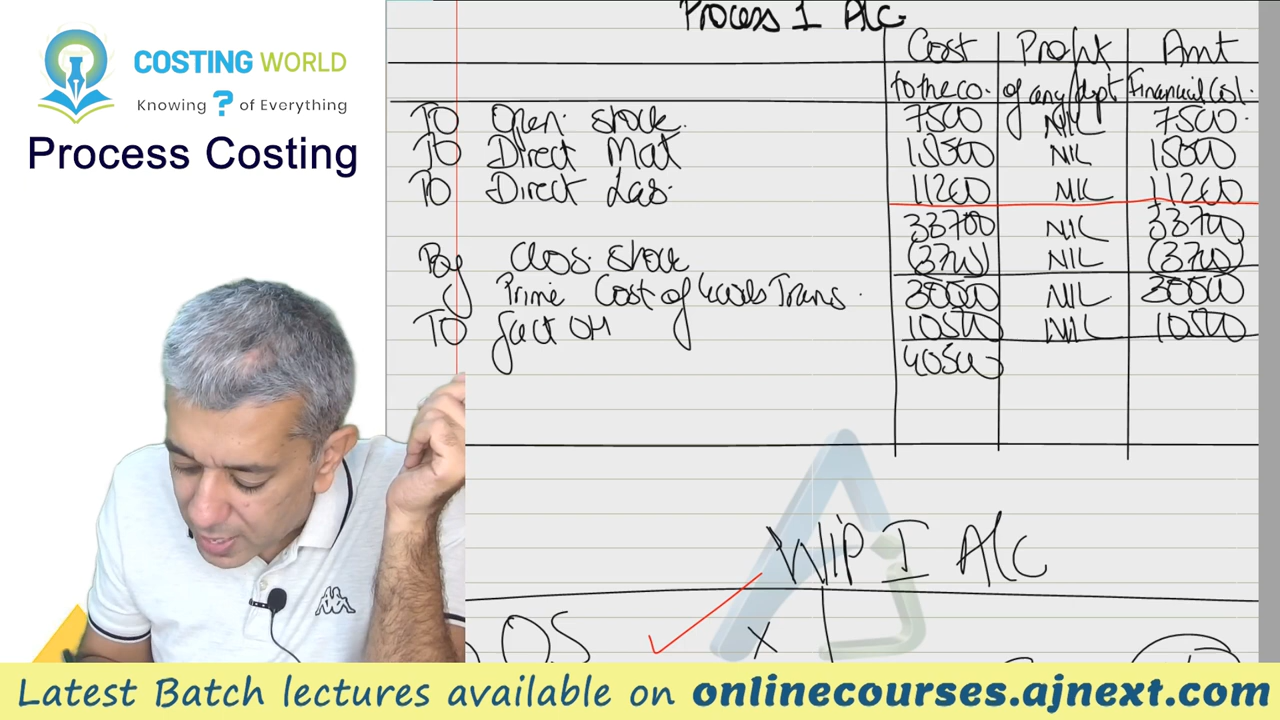 COSTING WORLD
Knowing ? of Everything
Process Costing
Process I A/c.
Cost Profit Amt
to the co. of any dept Financial Col.
TO Open. Stock. 7500 NIL 7500.
TO Direct Mat 15000 NIL 15000
TO Direct Lab. 11200 NIL 11200
33700 NIL 33700
By Clos. Stock (3700) NIL (3700)
Prime Cost of Goods Trans. 30000 NIL 30000
TO Fact OH 10500 NIL 10500
40500
WIP I A/C
O.S X
Latest Batch lectures available on onlinecourses.ajnext.com